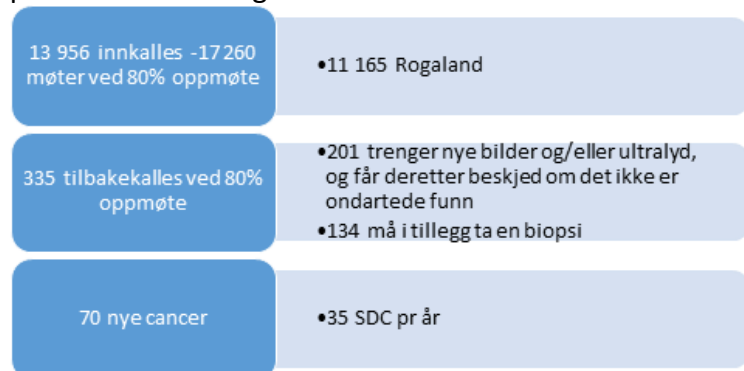 13 956 innkalles -17260
møter ved 80% oppmøte
•11 165 Rogaland
335 tilbakekalles ved 80%
oppmøte
•201 trenger nye bilder og/eller ultralyd,
og får deretter beskjed om det ikke er
ondartede funn
•134 må i tillegg ta en biopsi
70 nye cancer
•35 SDC pr år